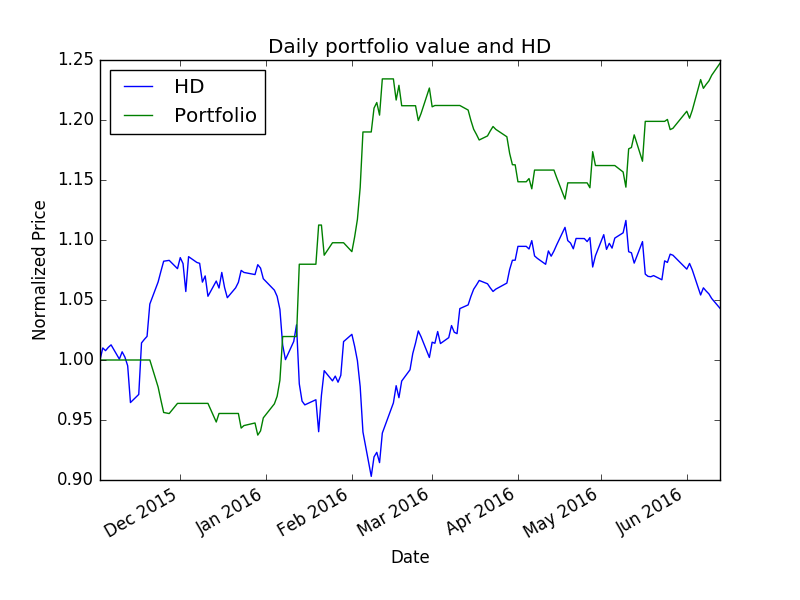 Daily portfolio value and HD
HD
Portfolio
1.25
1.20
1.15
1.10
1.05
1.00
0.95
0.90
Normalized Price
Dec 2015
Jan 2016
Feb 2016
Mar 2016
Apr 2016
May 2016
Jun 2016
Date